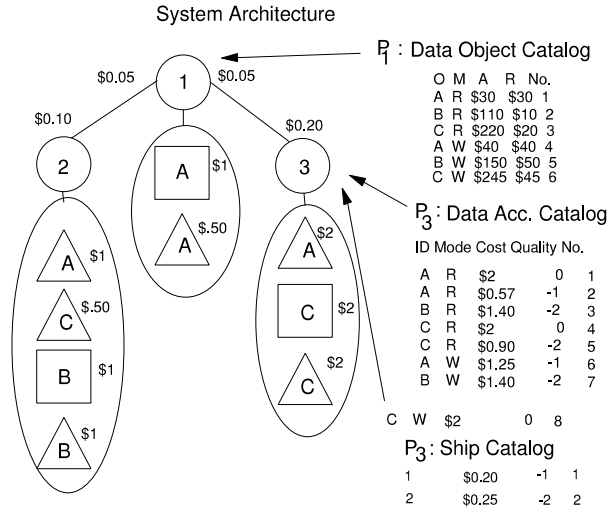 System Architecture
P1 : Data Object Catalog
$0.05 1 $0.05
O M A R No.
A R $30 $30 1
B R $110 $10 2
C R $220 $20 3
A W $40 $40 4
B W $150 $50 5
C W $245 $45 6
$0.10
$0.20
2
A $1
3
A $.50
P3 : Data Acc. Catalog
ID Mode Cost Quality No.
A R $2 0 1
A R $0.57 -1 2
B R $1.40 -2 3
C R $2 0 4
C R $0.90 -2 5
A W $1.25 -1 6
B W $1.40 -2 7
C W $2 0 8
A $1
C $.50
B $1
B $1
A $2
C $2
C $2
P3 : Ship Catalog
1 $0.20 -1 1
2 $0.25 -2 2